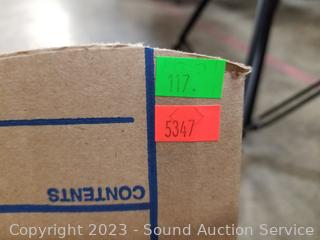 117.
5347
CONTENTS
Copyright 2023 - Sound Auction Service